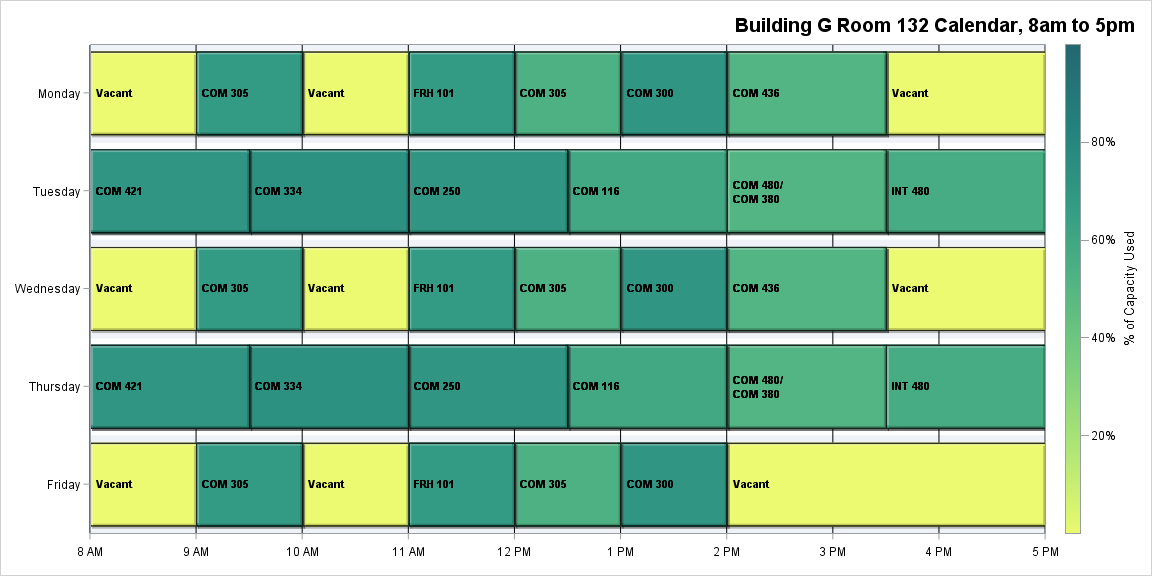 Building G Room 132 Calendar, 8am to 5pm
Monday
Vacant
COM 305
Vacant
FRH 101
COM 305
COM 300
COM 436
Vacant
Tuesday
COM 421
COM 334
COM 250
COM 116
COM 480/
COM 380
INT 480
Wednesday
Vacant
COM 305
Vacant
FRH 101
COM 305
COM 300
COM 436
Vacant
Thursday
COM 421
COM 334
COM 250
COM 116
COM 480/
COM 380
INT 480
Friday
Vacant
COM 305
Vacant
FRH 101
COM 305
COM 300
Vacant
8 AM
9 AM
10 AM
11 AM
12 PM
1 PM
2 PM
3 PM
4 PM
5 PM
80%
60%
40%
20%
% of Capacity Used